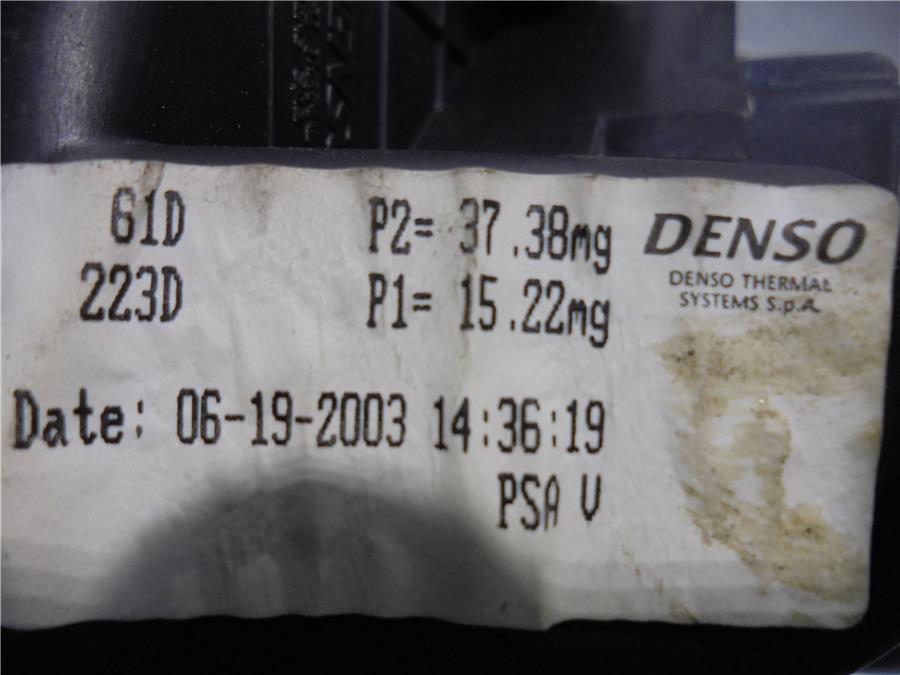 61D P2= 37.38mg
223D P1= 15.22mg
DENSO
DENSO THERMAL
SYSTEMS S.p.A.
Date: 06-19-2003 14:36:19
PSA V